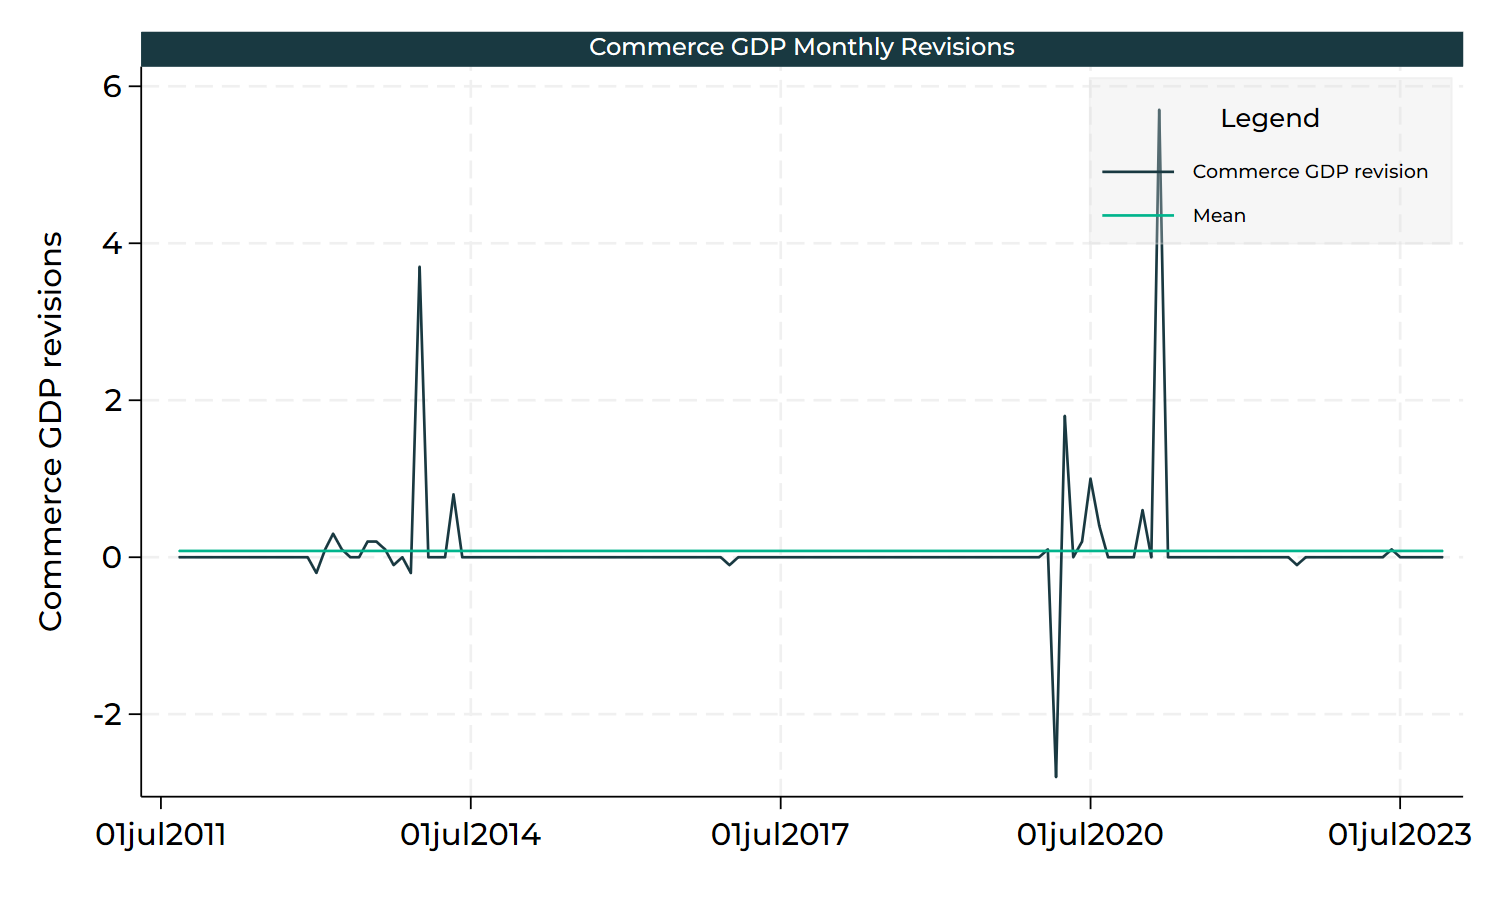 Commerce GDP Monthly Revisions
Commerce GDP revisions
6
4
2
0
-2
Legend
Commerce GDP revision
Mean
01jul2011
01jul2014
01jul2017
01jul2020
01jul2023